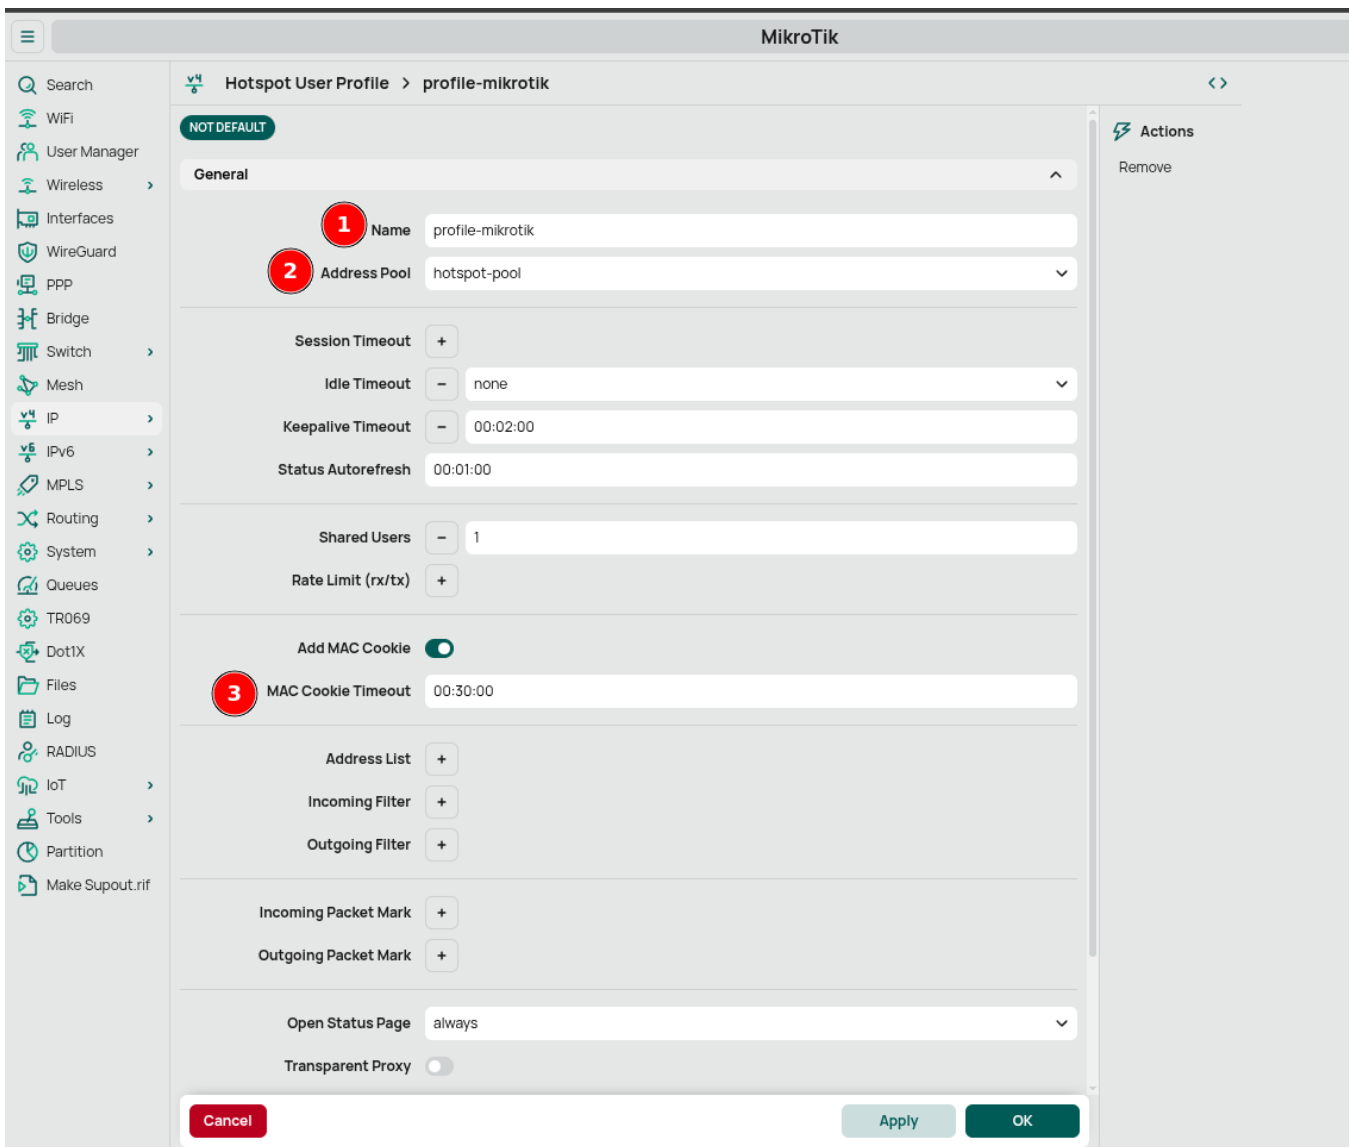 MikroTik
Search
WiFi
User Manager
Wireless
Interfaces
WireGuard
PPP
Bridge
Switch
Mesh
v4 IP
v6 IPv6
MPLS
Routing
System
Queues
TR069
Dot1X
Files
Log
RADIUS
IoT
Tools
Partition
Make Supout.rif
v4 Hotspot User Profile > profile-mikrotik <>
NOT DEFAULT
General
1 Name profile-mikrotik
2 Address Pool hotspot-pool
Session Timeout +
Idle Timeout - none
Keepalive Timeout - 00:02:00
Status Autorefresh 00:01:00
Shared Users - 1
Rate Limit (rx/tx) +
Add MAC Cookie
3 MAC Cookie Timeout 00:30:00
Address List +
Incoming Filter +
Outgoing Filter +
Incoming Packet Mark +
Outgoing Packet Mark +
Open Status Page always
Transparent Proxy
Cancel Apply OK
Actions
Remove